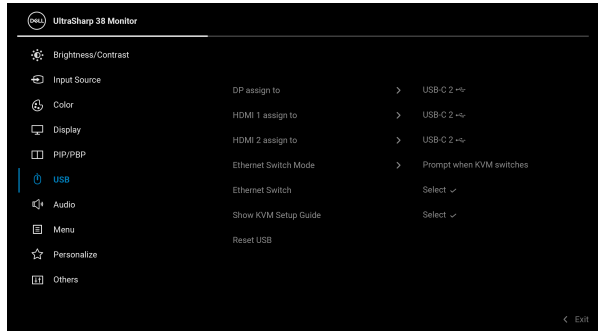 DELL UltraSharp 38 Monitor
Brightness/Contrast
Input Source
Color
Display
PIP/PBP
USB
Audio
Menu
Personalize
Others
DP assign to > USB-C 2
HDMI 1 assign to > USB-C 2
HDMI 2 assign to > USB-C 2
Ethernet Switch Mode > Prompt when KVM switches
Ethernet Switch Select ✓
Show KVM Setup Guide Select ✓
Reset USB
< Exit